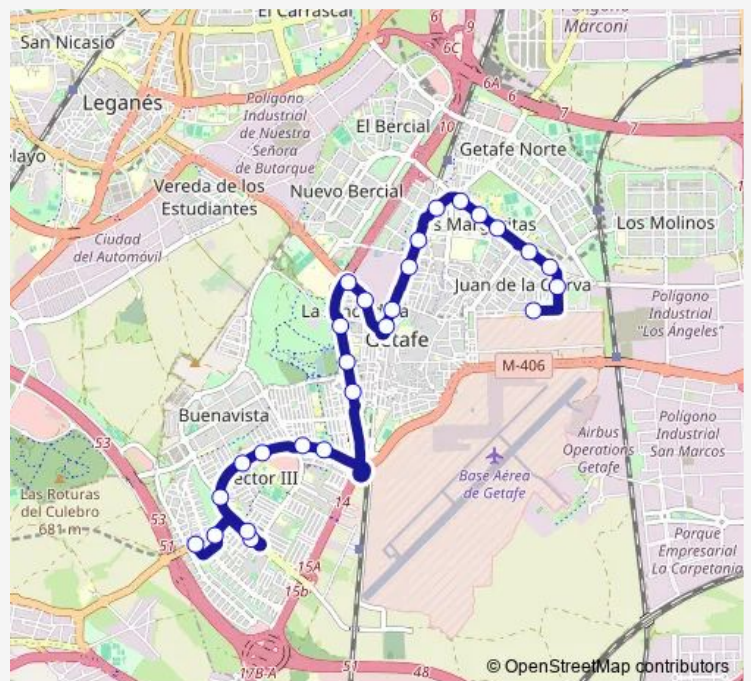 El Carrascal
Polígono
Marconi
6
9
6C
San Nicasio
6A
6
7
7
Leganés
Polígono
Industrial
de Nuestra
Señora
de Butarque
El Bercial
10
Getafe Norte
elayo
Vereda de los
Estudiantes
Nuevo Bercial
s Margaritas
Los Molinos
Ciudad
del Automóvil
Juan de la C
rva
La
Polígono
Industrial
"Los Ángeles"
Getafe
M-406
53
Buenavista
Polígono
Industrial
San Marcos
Airbus
Operations
Getafe
Base Aérea
de Getafe
ector III
14
Las Roturas
del Culebro
681 m
53
51
15A
15b
Parque
Empresarial
La Carpetania
17B-A
51
48
© OpenStreetMap contributors